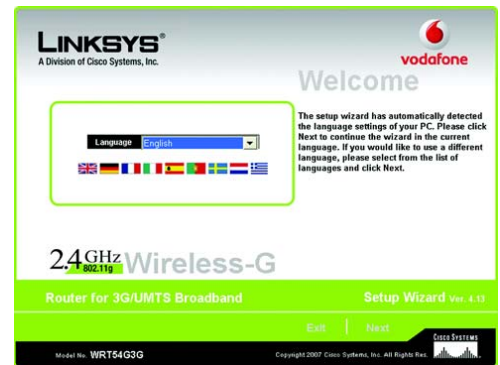 LINKSYS®
A Division of Cisco Systems, Inc.
vodafone
Welcome
The setup wizard has automatically detected
the language settings of your PC. Please click
Next to continue the wizard in the current
language. If you would like to use a different
language, please select from the list of
languages and click Next.
Language English
2.4GHz
802.11g
Wireless-G
Router for 3G/UMTS Broadband
Setup Wizard Ver. 4.13
Exit
Next
CISCO SYSTEMS
Model No. WRT54G3G
Copyright 2007 Cisco Systems, Inc. All Rights Res.